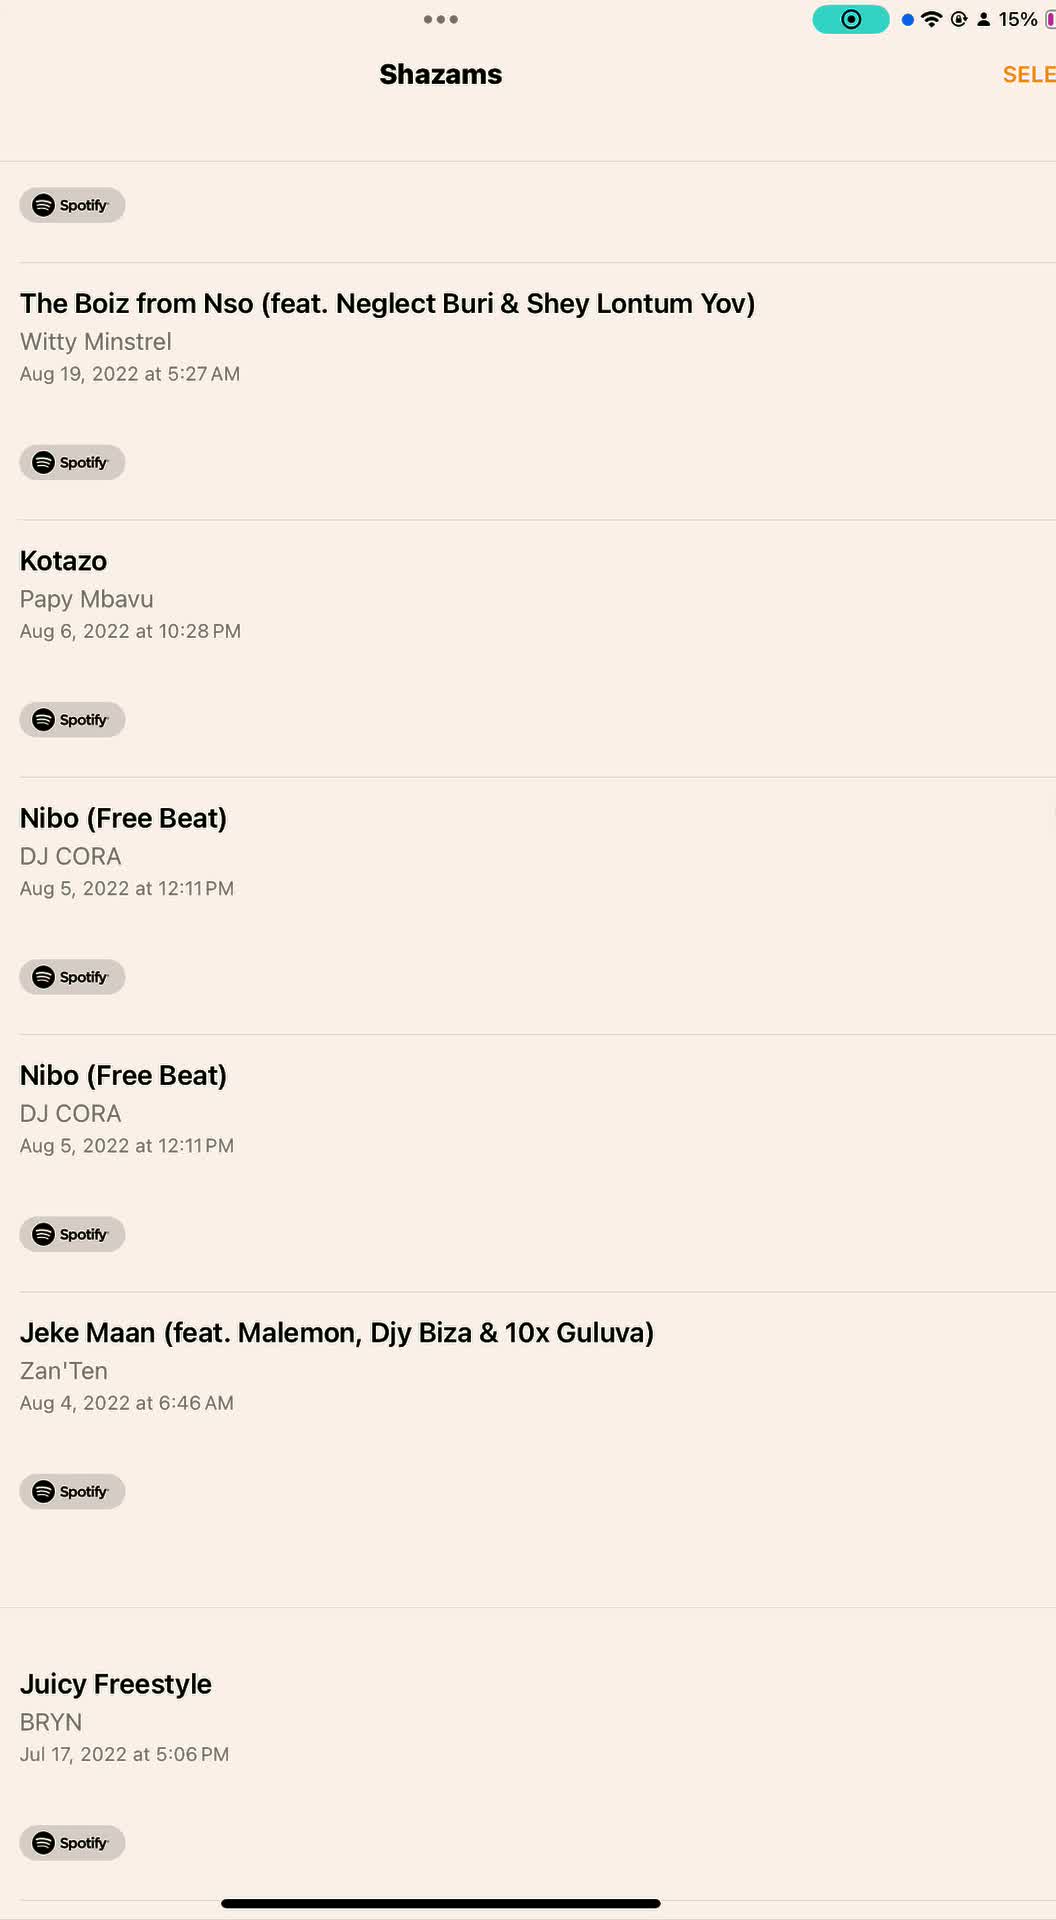 15%
Shazams
Spotify
The Boiz from Nso (feat. Neglect Buri & Shey Lontum Yov)
Witty Minstrel
Aug 19, 2022 at 5:27 AM
Spotify
Kotazo
Papy Mbavu
Aug 6, 2022 at 10:28 PM
Spotify
Nibo (Free Beat)
DJ CORA
Aug 5, 2022 at 12:11 PM
Spotify
Nibo (Free Beat)
DJ CORA
Aug 5, 2022 at 12:11 PM
Spotify
Jeke Maan (feat. Malemon, Djy Biza & 10x Guluva)
Zan'Ten
Aug 4, 2022 at 6:46 AM
Spotify
Juicy Freestyle
BRYN
Jul 17, 2022 at 5:06 PM
Spotify